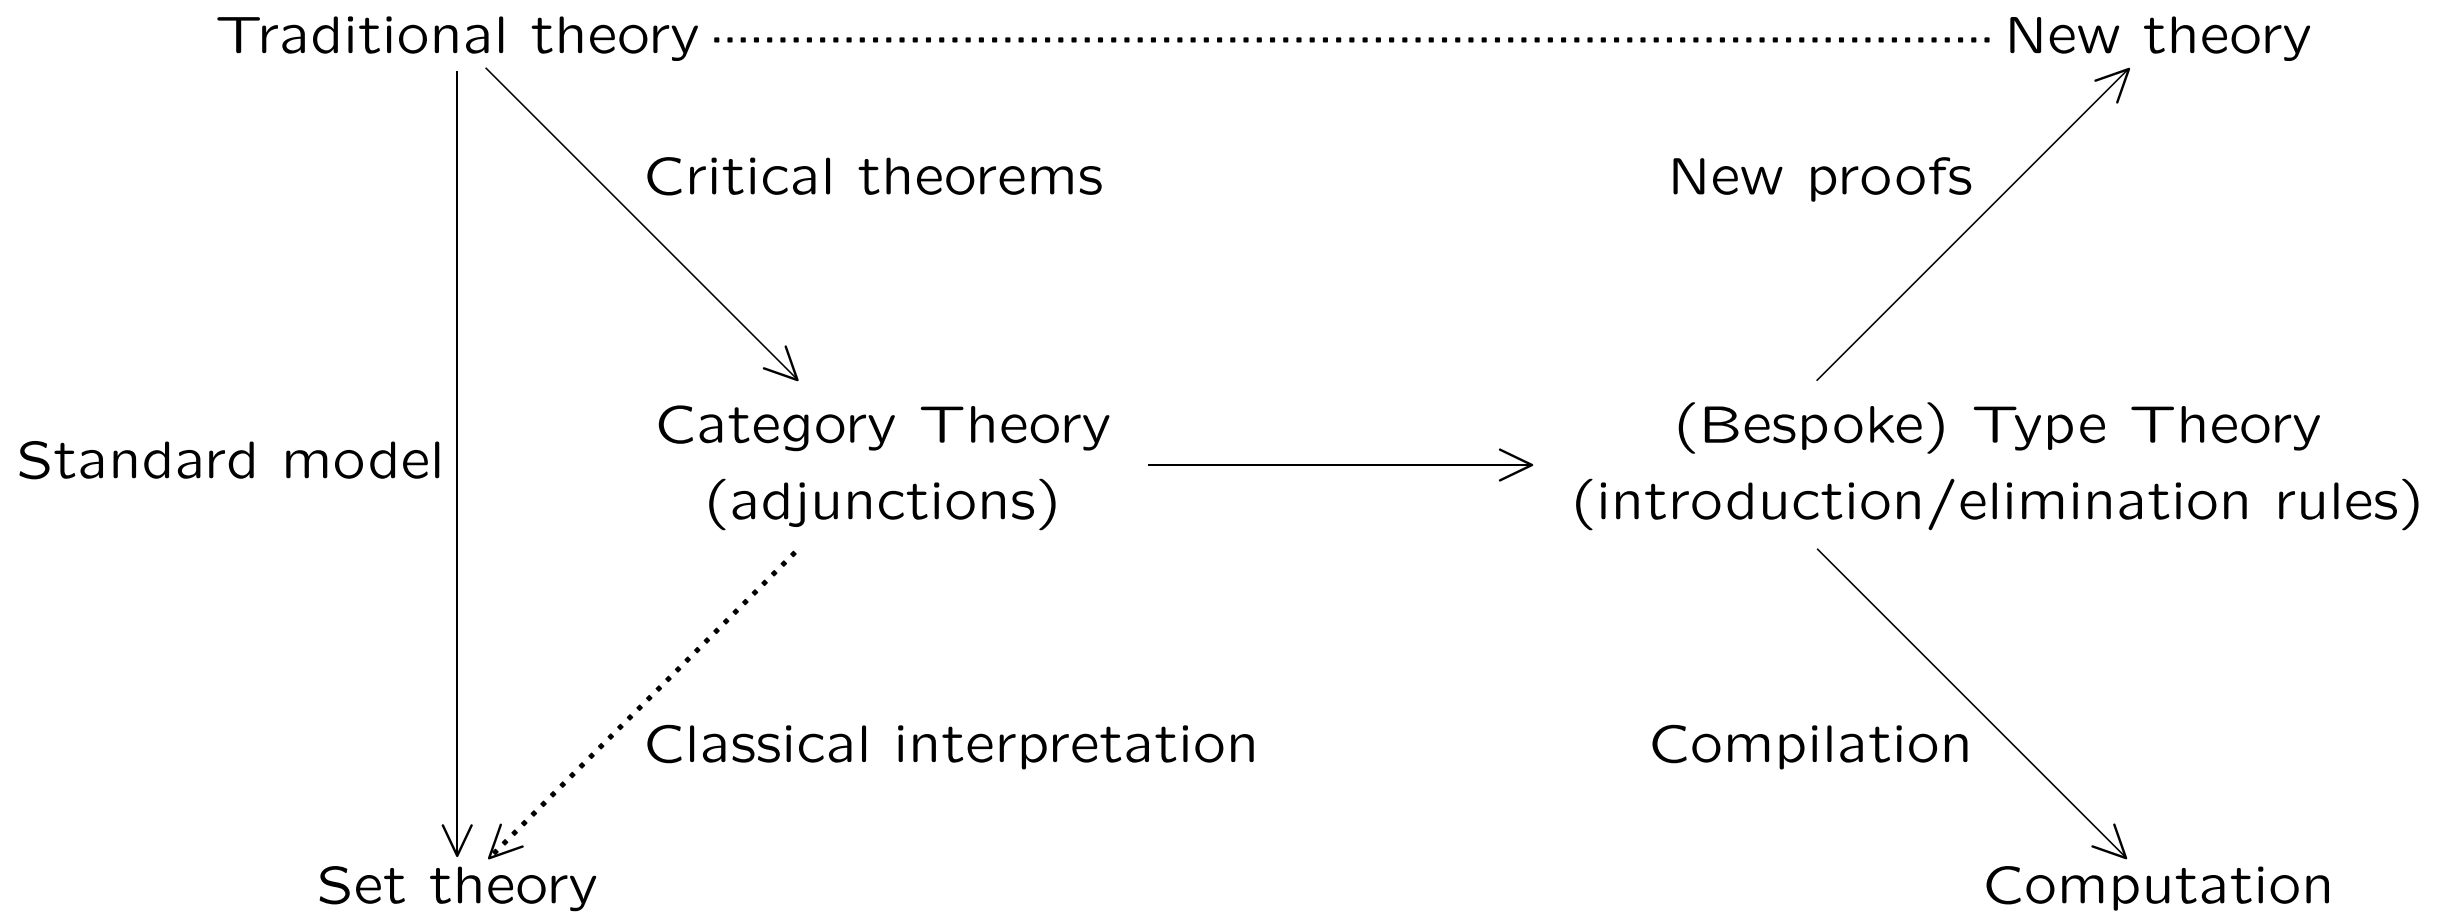 Traditional theory
New theory
Critical theorems
New proofs
Category Theory
(adjunctions)
(Bespoke) Type Theory
(introduction/elimination rules)
Standard model
Classical interpretation
Compilation
Set theory
Computation